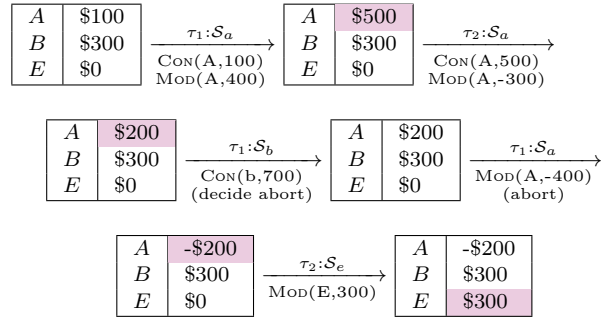 A $100
B $300
E $0
τ₁:𝒮ₐ
CON(A,100)
MOD(A,400)
A $500
B $300
E $0
τ₂:𝒮ₐ
CON(A,500)
MOD(A,-300)
A $200
B $300
E $0
τ₁:𝒮_b
CON(b,700)
(decide abort)
A $200
B $300
E $0
τ₁:𝒮ₐ
MOD(A,-400)
(abort)
A -$200
B $300
E $0
τ₂:𝒮ₑ
MOD(E,300)
A -$200
B $300
E $300